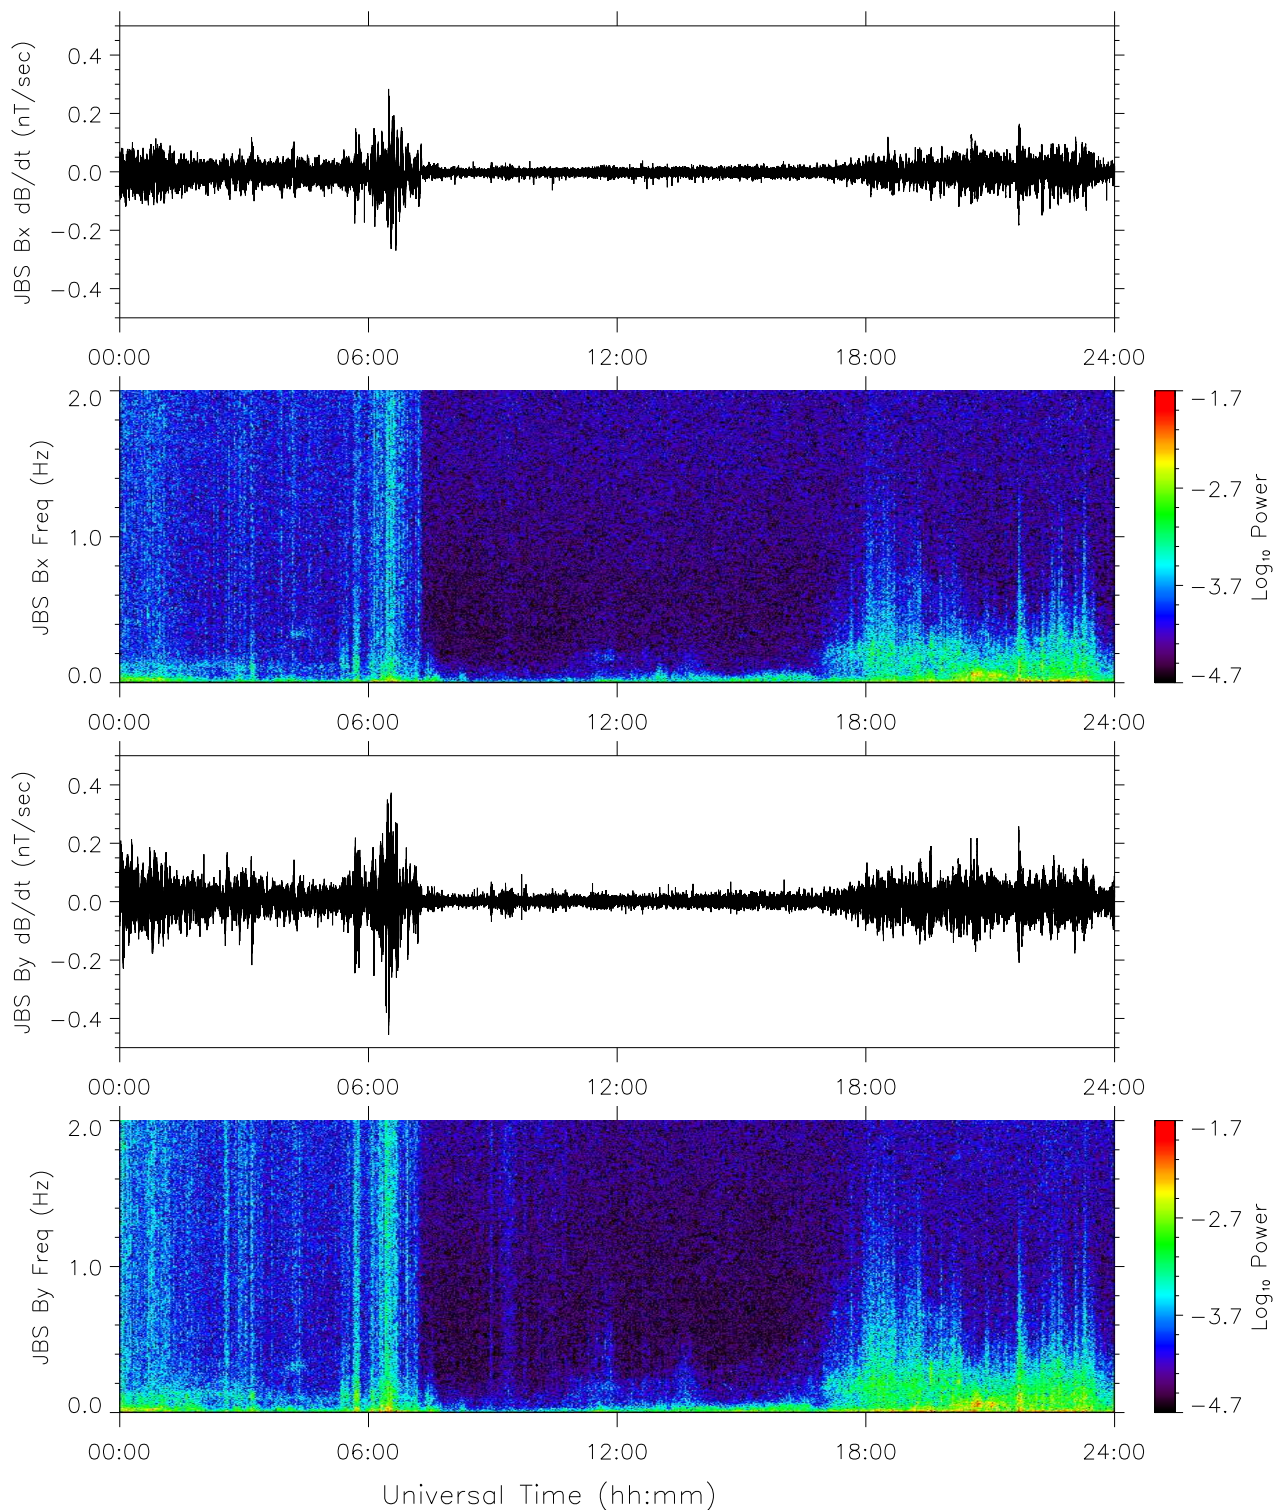 JBS Bx dB/dt (nT/sec)
0.4
0.2
0.0
−0.2
−0.4
00:00 06:00 12:00 18:00 24:00
JBS Bx Freq (Hz)
2.0
1.0
0.0
00:00 06:00 12:00 18:00 24:00
−1.7
−2.7
−3.7
−4.7
Log₁₀ Power
JBS By dB/dt (nT/sec)
0.4
0.2
0.0
−0.2
−0.4
00:00 06:00 12:00 18:00 24:00
JBS By Freq (Hz)
2.0
1.0
0.0
00:00 06:00 12:00 18:00 24:00
−1.7
−2.7
−3.7
−4.7
Log₁₀ Power
Universal Time (hh:mm)